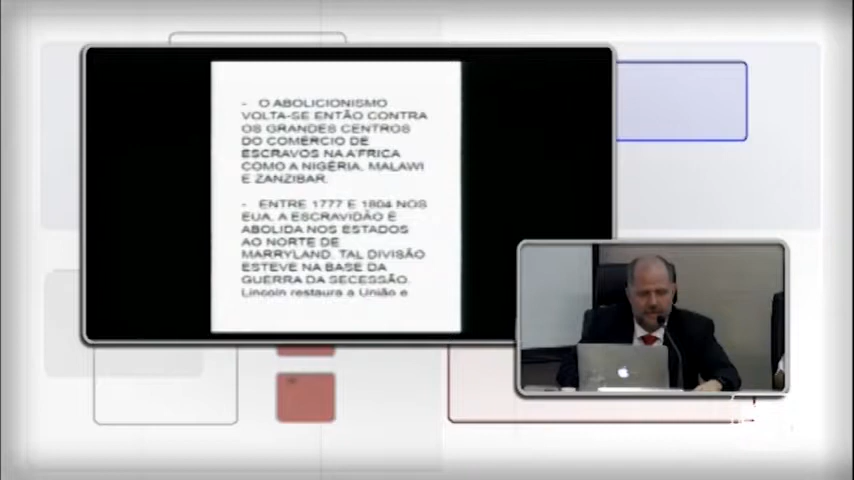 - O ABOLICIONISMO
VOLTA-SE ENTÃO CONTRA
OS GRANDES CENTROS
DO COMÉRCIO DE
ESCRAVOS NA A'FRICA
COMO A NIGÉRIA, MALAWI
E ZANZIBAR.
- ENTRE 1777 E 1804 NOS
EUA, A ESCRAVIDÃO É
ABOLIDA NOS ESTADOS
AO NORTE DE
MARRYLAND. TAL DIVISÃO
ESTEVE NA BASE DA
GUERRA DA SECESSÃO.
Lincoln restaura a União e